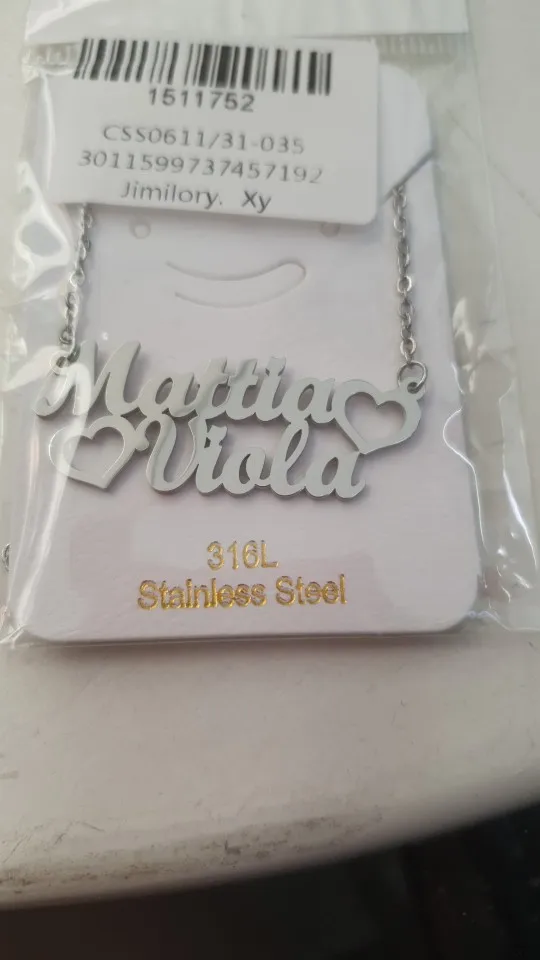 1511752
CSS0611/31-035
3011599737457192
Jimilory. Xy
Mattia
Viola
316L
Stainless Steel